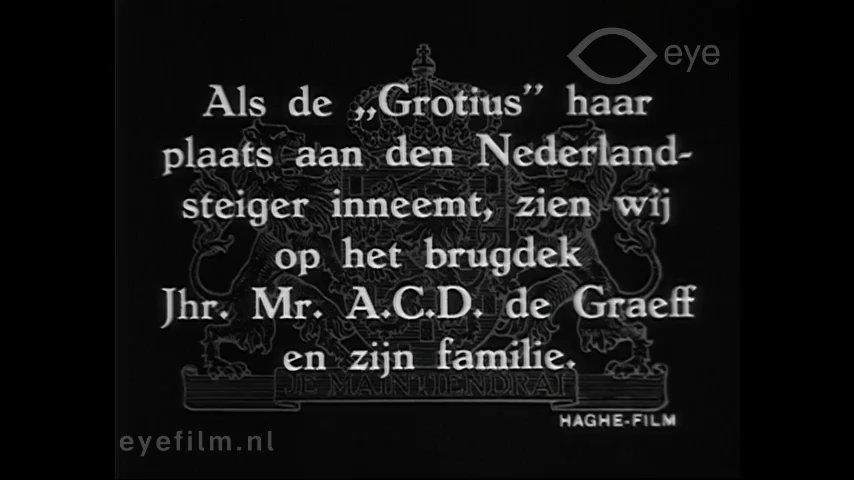 eye
Als de „Grotius” haar
plaats aan den Nederland-
steiger inneemt, zien wij
op het brugdek
Jhr. Mr. A.C.D. de Graeff
en zijn familie.
JE MAINTIENDRAI
HAGHE-FILM
eyefilm.nl